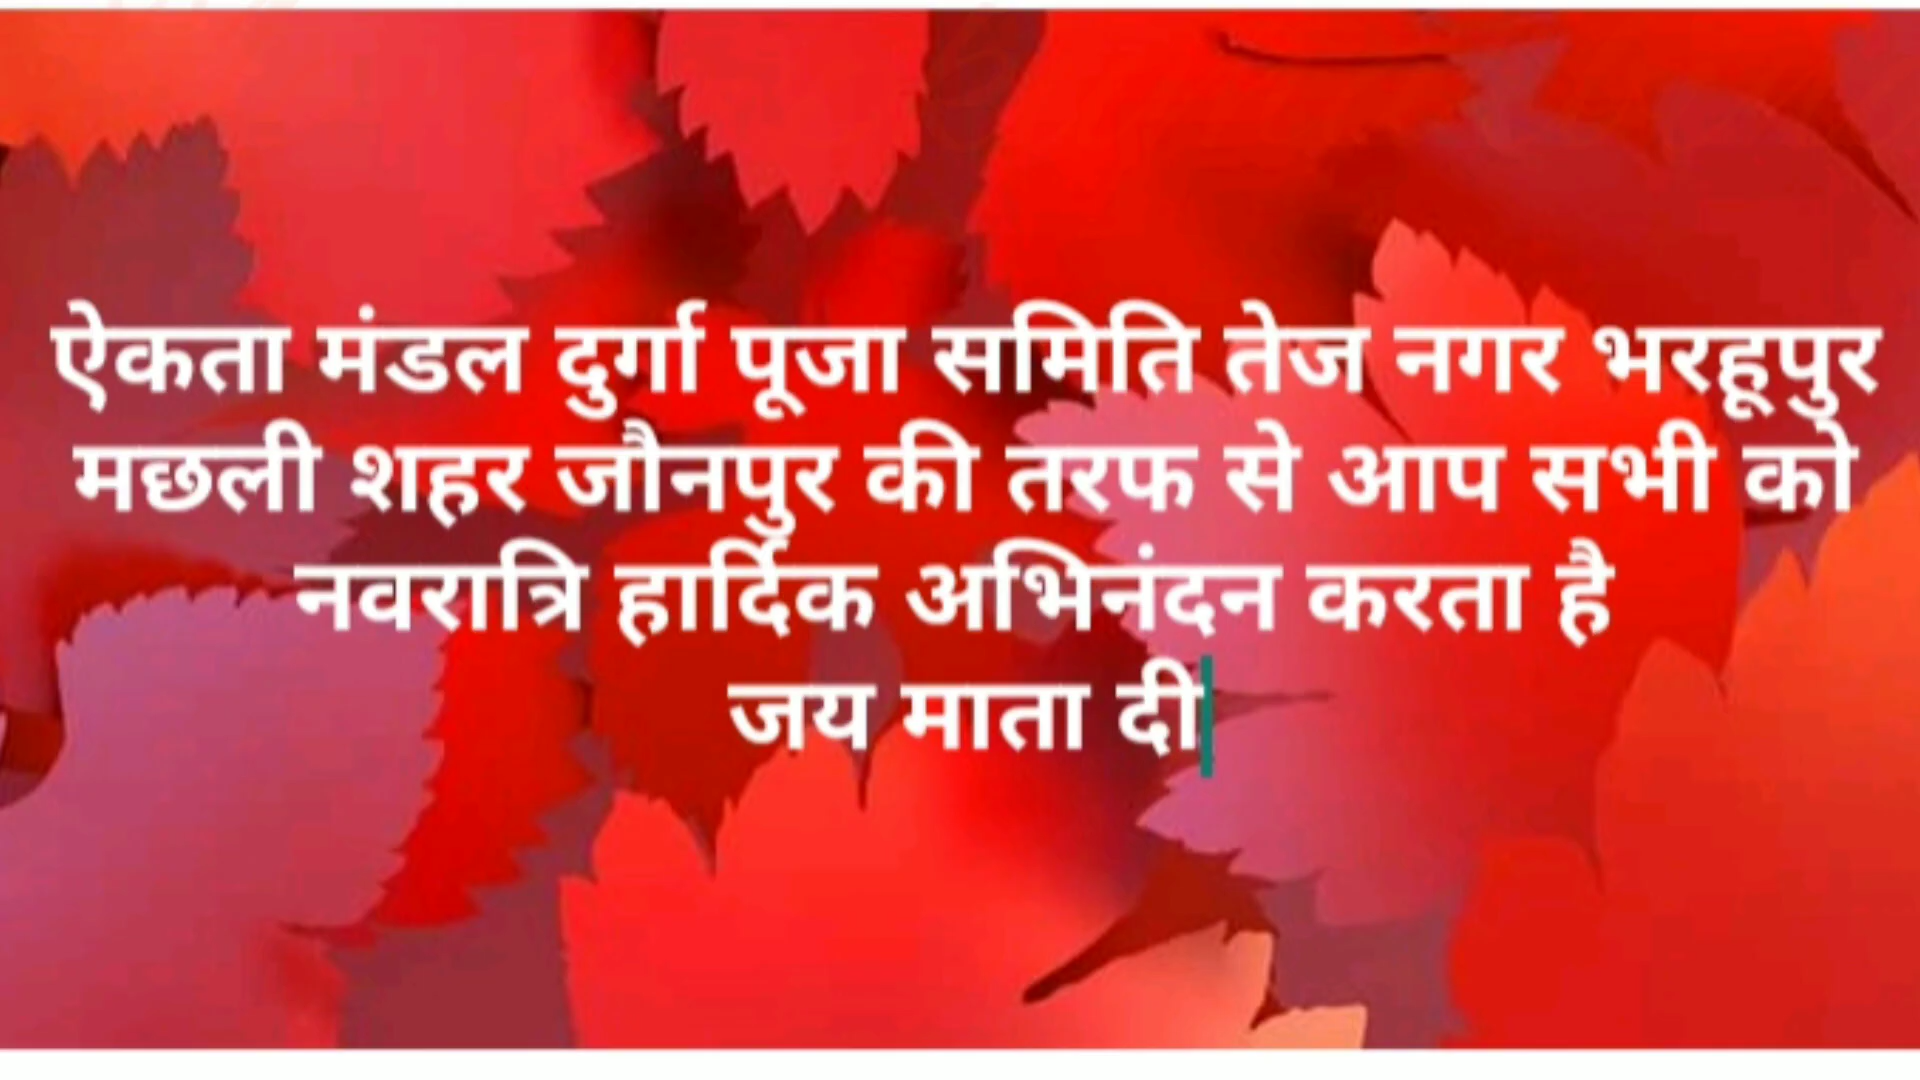 ऐकता मंडल दुर्गा पूजा समिति तेज नगर भरहूपुर
मछली शहर जौनपुर की तरफ से आप सभी को
नवरात्रि हार्दिक अभिनंदन करता है
जय माता दी